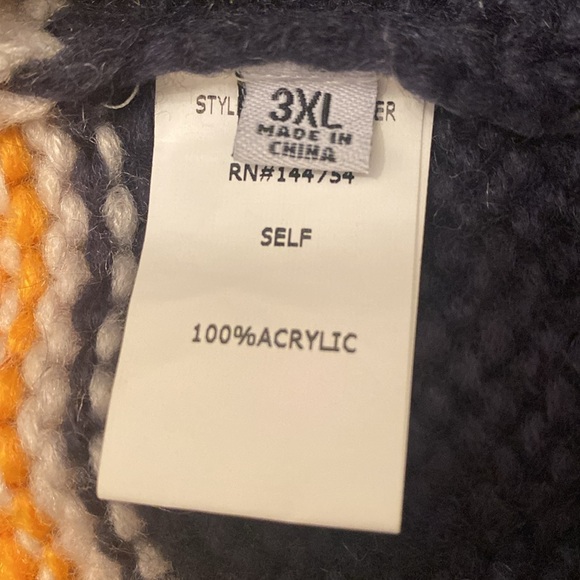 3XL
MADE IN
CHINA
RN#144754
SELF
100%ACRYLIC